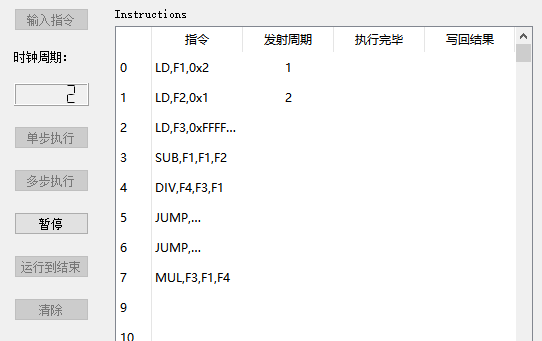 输入指令
时钟周期:
2
单步执行
多步执行
暂停
运行到结束
清除
Instructions
指令 发射周期 执行完毕 写回结果
0 LD,F1,0x2 1
1 LD,F2,0x1 2
2 LD,F3,0xFFFF...
3 SUB,F1,F1,F2
4 DIV,F4,F3,F1
5 JUMP,...
6 JUMP,...
7 MUL,F3,F1,F4
9
10